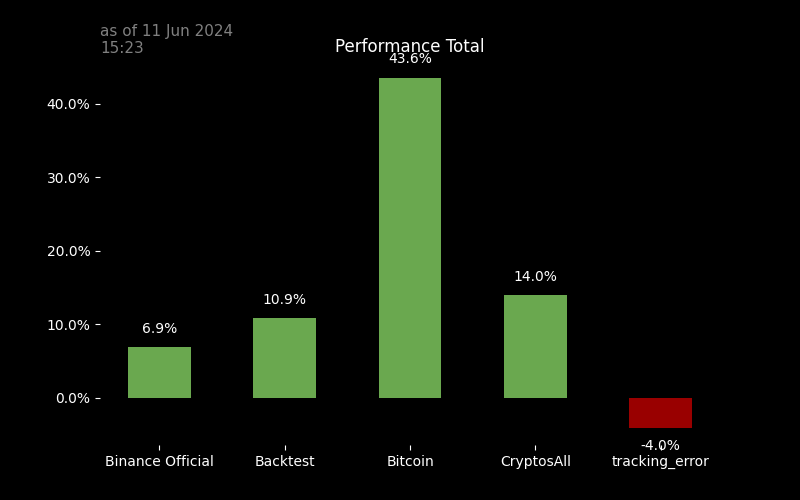 as of 11 Jun 2024
15:23
Performance Total
43.6%
40.0%
30.0%
20.0%
14.0%
10.9%
10.0%
6.9%
0.0%
-4.0%
Binance Official
Backtest
Bitcoin
CryptosAll
tracking_error